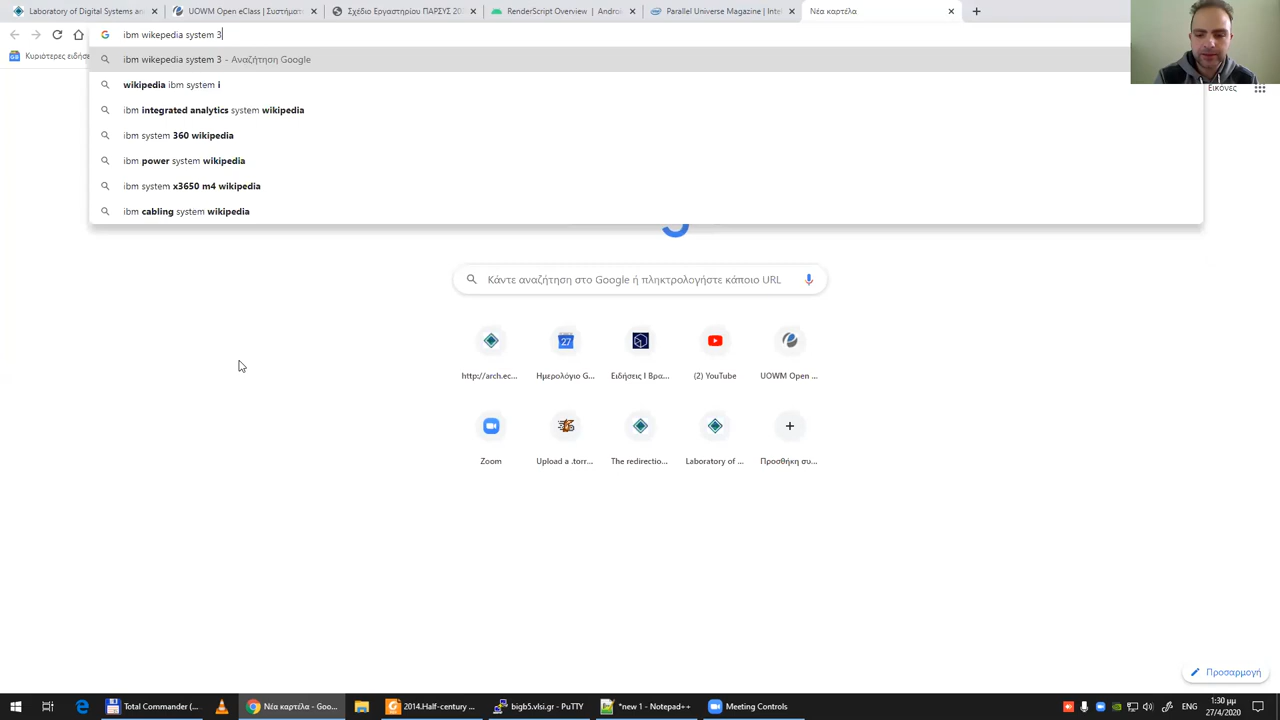 Laboratory of Digital Systems an
UOWM Open eClass | Συστήματ
Σχέδιο Εργαστηρίου ΠΑΡΣΥΣ 20
RenderScript Overview | Androi
Parallel Universe Magazine | Inte
Νέα καρτέλα
ibm wikepedia system 3
Κυριότερες ειδήσε
ibm wikepedia system 3 - Αναζήτηση Google
wikipedia ibm system i
ibm integrated analytics system wikipedia
ibm system 360 wikipedia
ibm power system wikipedia
ibm system x3650 m4 wikipedia
ibm cabling system wikipedia
Εικόνες
Κάντε αναζήτηση στο Google ή πληκτρολογήστε κάποιο URL
http://arch.ec...
Ημερολόγιο G...
Ειδήσεις | Βρα...
(2) YouTube
UOWM Open ...
Zoom
Upload a .torr...
The redirectio...
Laboratory of ...
Προσθήκη συ...
Προσαρμογή
Total Commander (...
Νέα καρτέλα - Goo...
2014.Half-century ...
bigb5.vlsi.gr - PuTTY
*new 1 - Notepad++
Meeting Controls
ENG
1:30 μμ
27/4/2020